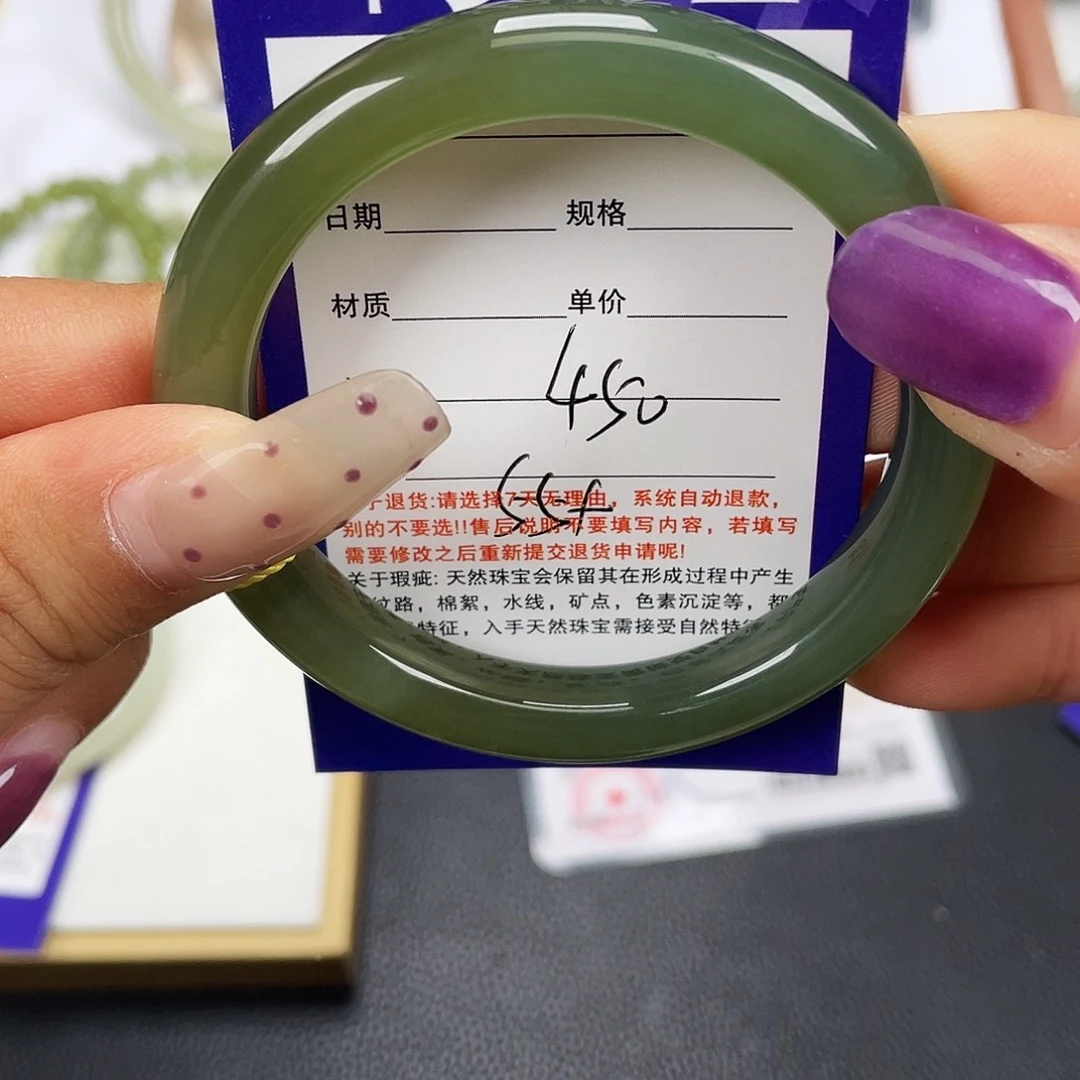 日期 规格
材质 单价
450
55+
退货:请选择7天无理由，系统自动退款，
别的不要选!!售后说明不要填写内容，若填写
需要修改之后重新提交退货申请呢!
关于瑕疵: 天然珠宝会保留其在形成过程中产生
纹路，棉絮，水线，矿点，色素沉淀等，都
特征，入手天然珠宝需接受自然特